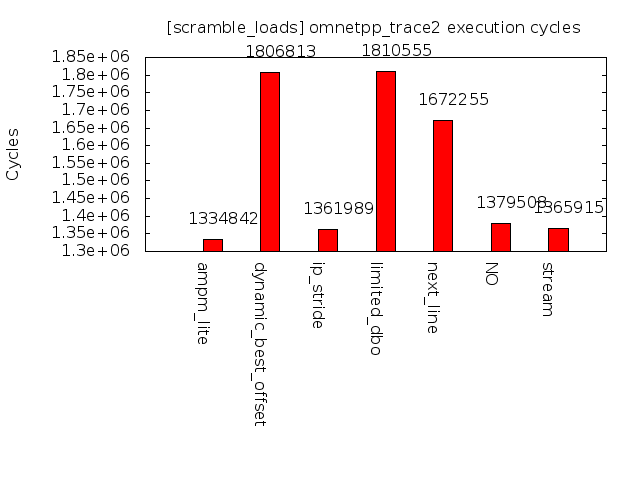 [scramble_loads] omnetpp_trace2 execution cycles
Cycles
1.85e+06
1.8e+06
1.75e+06
1.7e+06
1.65e+06
1.6e+06
1.55e+06
1.5e+06
1.45e+06
1.4e+06
1.35e+06
1.3e+06
1334842
1806813
1361989
1810555
1672255
1379508
1365915
ampm_lite
dynamic_best_offset
ip_stride
limited_dbo
next_line
NO
stream